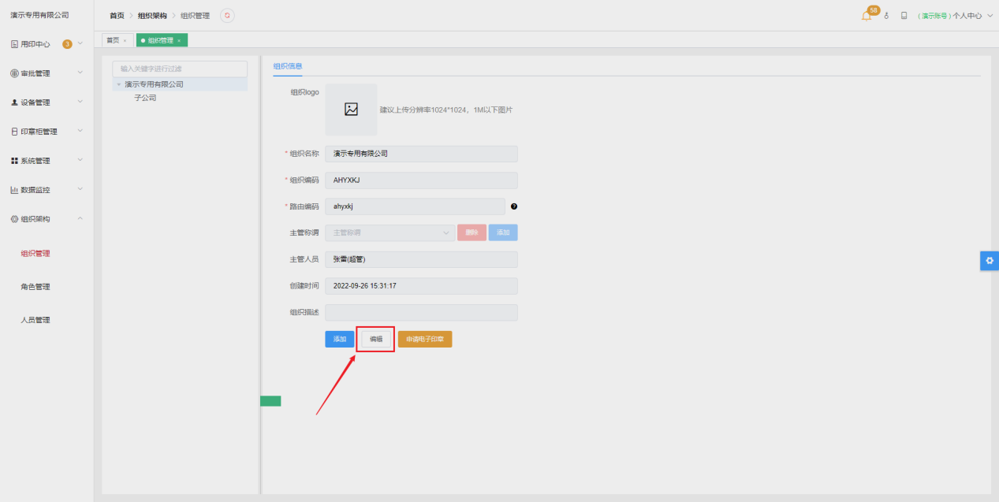 演示专用有限公司
首页 > 组织架构 > 组织管理
58
(演示账号) 个人中心
用印中心 3
审批管理
设备管理
印章柜管理
系统管理
数据监控
组织架构
组织管理
角色管理
人员管理
首页 ×
组织管理 ×
输入关键字进行过滤
演示专用有限公司
子公司
组织信息
组织logo
建议上传分辨率1024*1024，1M以下图片
* 组织名称 演示专用有限公司
* 组织编码 AHYXKJ
* 路由编码 ahyxkj
主管称谓 主管称谓 删除 添加
主管人员 张雷(超管)
创建时间 2022-09-26 15:31:17
组织描述
添加 编辑 申请电子印章